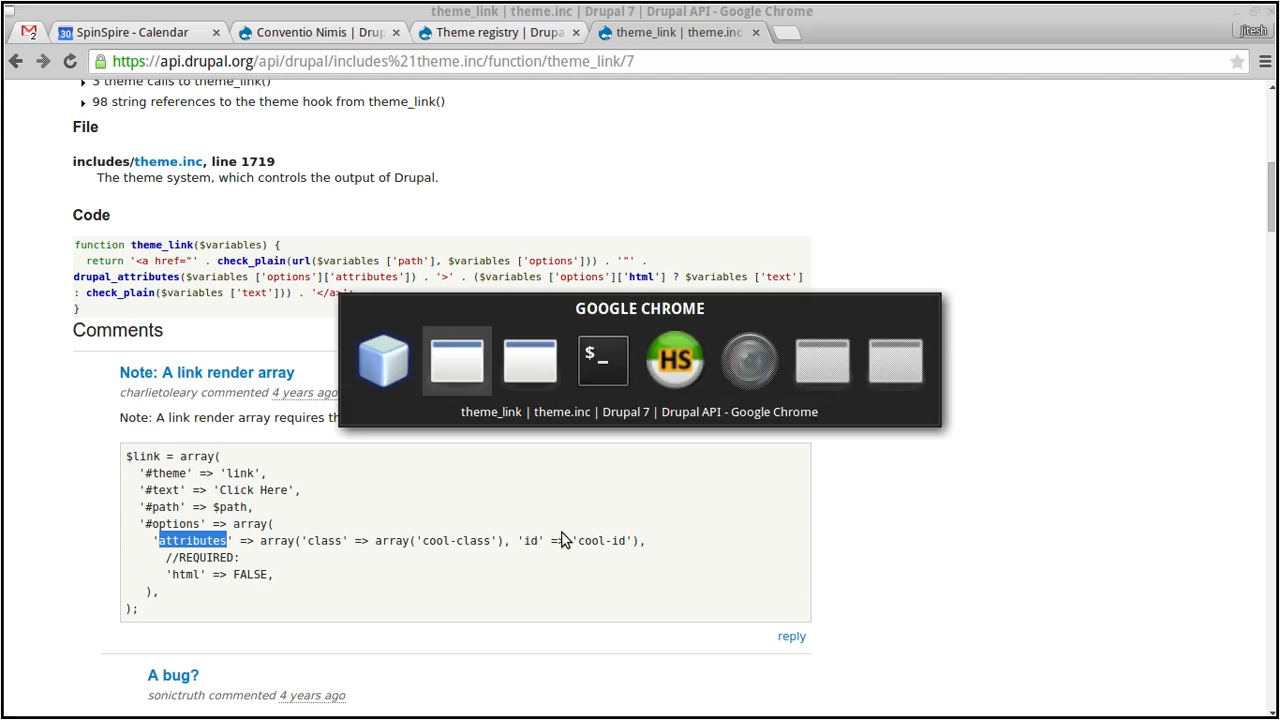 theme_link | theme.inc | Drupal 7 | Drupal API - Google Chrome
2
30 SpinSpire - Calendar × Conventio Nimis | Drup × Theme registry | Drupa × theme_link | theme.inc × Jitesh
https://api.drupal.org/api/drupal/includes%21theme.inc/function/theme_link/7
3 theme calls to theme_link()
98 string references to the theme hook from theme_link()
File
includes/theme.inc, line 1719
The theme system, which controls the output of Drupal.
Code
function theme_link($variables) {
return '<a href="' . check_plain(url($variables ['path'], $variables ['options'])) . '"' .
drupal_attributes($variables ['options']['attributes']) . '>' . ($variables ['options']['html'] ? $variables ['text']
: check_plain($variables ['text'])) . '</a>';
}
Comments
GOOGLE CHROME
$_
HS
theme_link | theme.inc | Drupal 7 | Drupal API - Google Chrome
Note: A link render array
charlietoleary commented 4 years ago
Note: A link render array requires th
$link = array(
'#theme' => 'link',
'#text' => 'Click Here',
'#path' => $path,
'#options' => array(
'attributes' => array('class' => array('cool-class'), 'id' => 'cool-id'),
//REQUIRED:
'html' => FALSE,
),
);
reply
A bug?
sonictruth commented 4 years ago